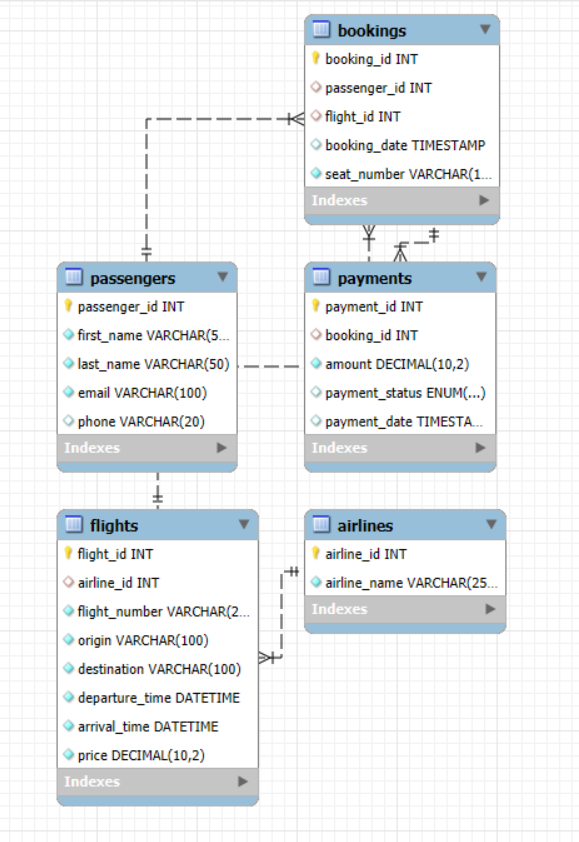 bookings
booking_id INT
passenger_id INT
flight_id INT
booking_date TIMESTAMP
seat_number VARCHAR(1...
Indexes
passengers
passenger_id INT
first_name VARCHAR(5...
last_name VARCHAR(50)
email VARCHAR(100)
phone VARCHAR(20)
Indexes
payments
payment_id INT
booking_id INT
amount DECIMAL(10,2)
payment_status ENUM(...)
payment_date TIMESTA...
Indexes
flights
flight_id INT
airline_id INT
flight_number VARCHAR(2...
origin VARCHAR(100)
destination VARCHAR(100)
departure_time DATETIME
arrival_time DATETIME
price DECIMAL(10,2)
Indexes
airlines
airline_id INT
airline_name VARCHAR(25...
Indexes